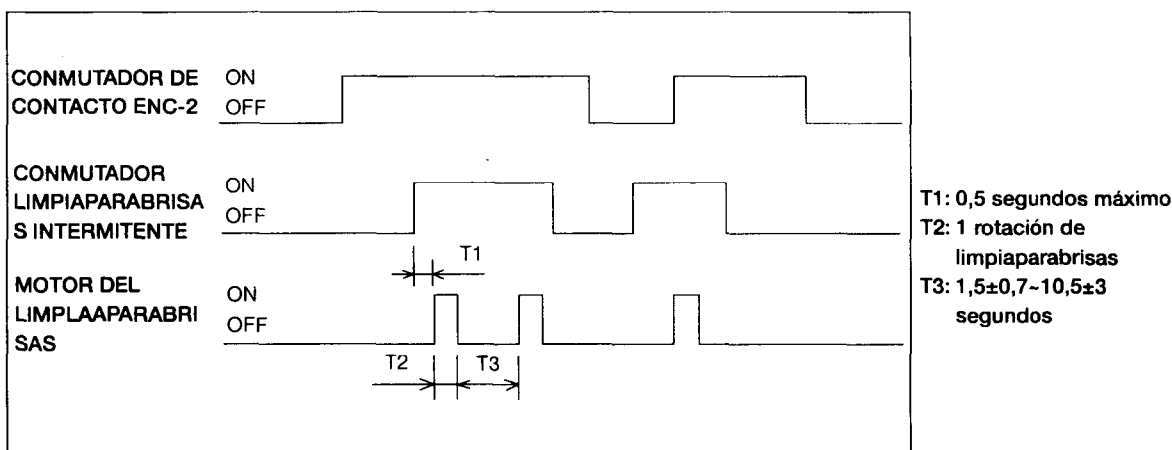 CONMUTADOR DE
CONTACTO ENC-2
ON
OFF
CONMUTADOR
LIMPIAPARABRISA
S INTERMITENTE
ON
OFF
T1
MOTOR DEL
LIMPLAAPARABRI
SAS
ON
OFF
T2
T3
T1: 0,5 segundos máximo
T2: 1 rotación de
limpiaparabrisas
T3: 1,5±0,7~10,5±3
segundos